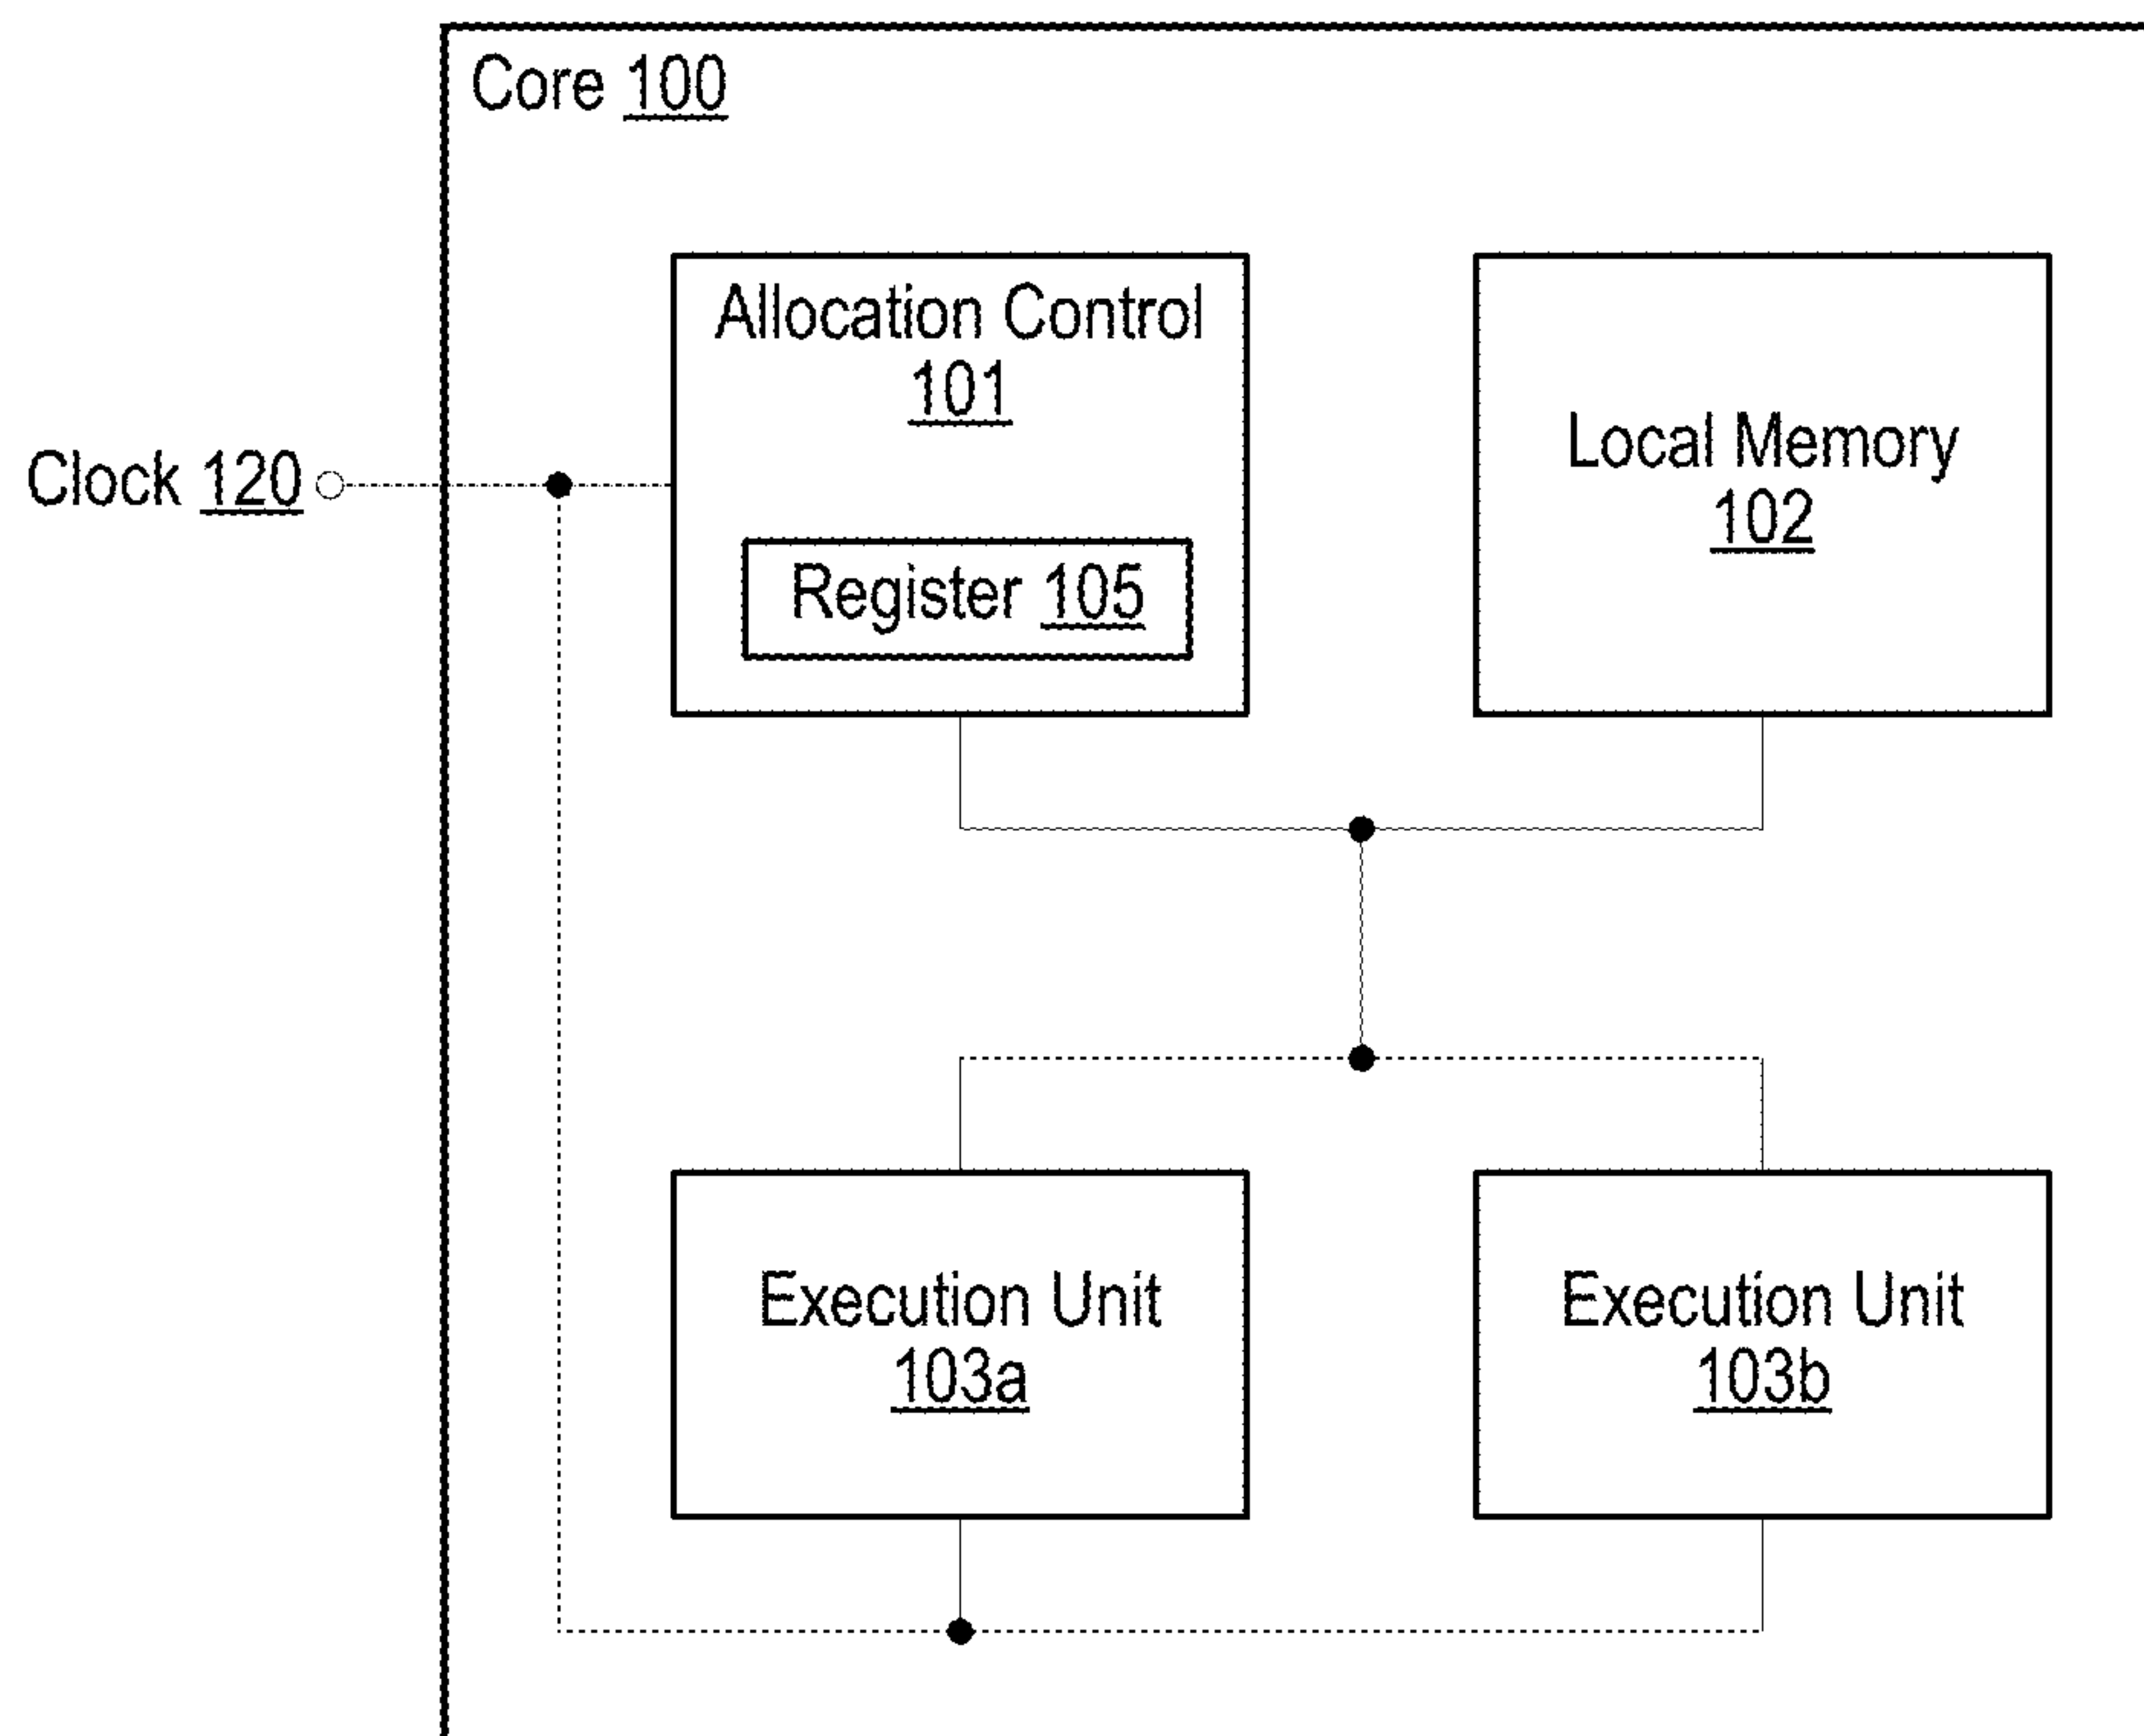 Core 100
Allocation Control
101
Local Memory
102
Clock 120
Register 105
Execution Unit
103a
Execution Unit
103b